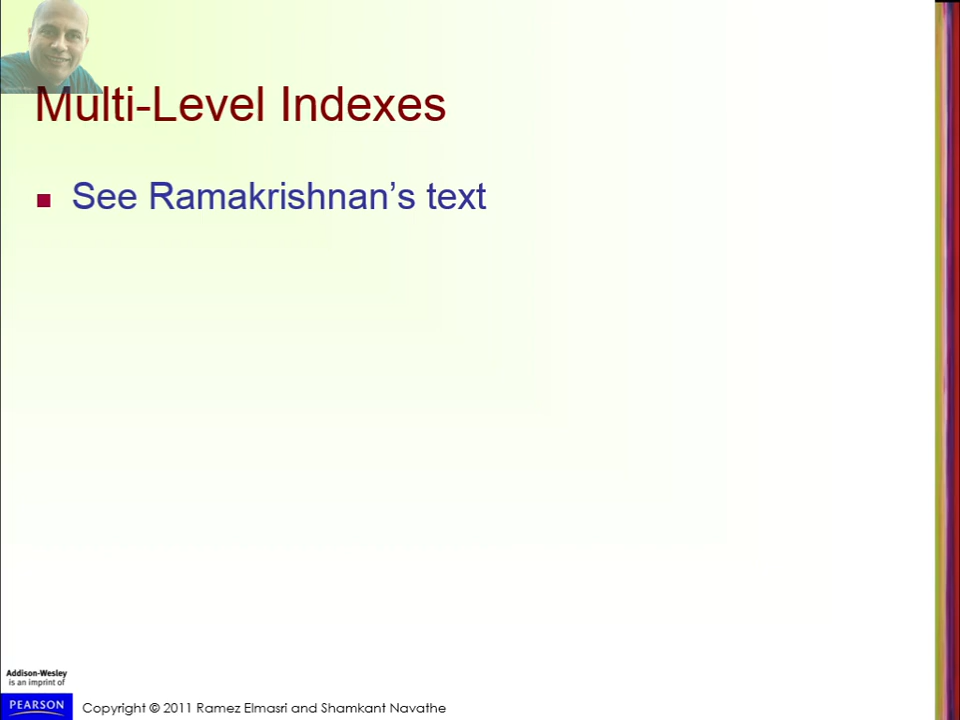 Multi-Level Indexes
See Ramakrishnan's text
Addison-Wesley
is an imprint of
PEARSON
Copyright © 2011 Ramez Elmasri and Shamkant Navathe